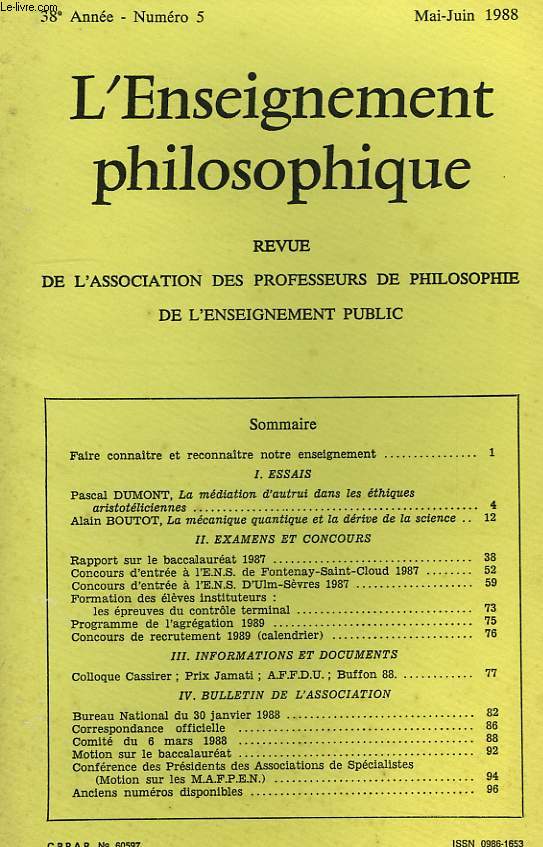 Le-livre.com
38e Année - Numéro 5 Mai-Juin 1988
L'Enseignement
philosophique
REVUE
DE L'ASSOCIATION DES PROFESSEURS DE PHILOSOPHIE
DE L'ENSEIGNEMENT PUBLIC
Sommaire
Faire connaître et reconnaître notre enseignement ................ 1
I. ESSAIS
Pascal DUMONT, La médiation d'autrui dans les éthiques
aristotéliciennes ................ 4
Alain BOUTOT, La mécanique quantique et la dérive de la science .. 12
II. EXAMENS ET CONCOURS
Rapport sur le baccalauréat 1987 ................ 38
Concours d'entrée à l'E.N.S. de Fontenay-Saint-Cloud 1987 ........ 52
Concours d'entrée à l'E.N.S. D'Ulm-Sèvres 1987 ................ 59
Formation des élèves instituteurs :
les épreuves du contrôle terminal ................ 73
Programme de l'agrégation 1989 ................ 75
Concours de recrutement 1989 (calendrier) ................ 76
III. INFORMATIONS ET DOCUMENTS
Colloque Cassirer ; Prix Jamati ; A.F.F.D.U. ; Buffon 88. ................ 77
IV. BULLETIN DE L'ASSOCIATION
Bureau National du 30 janvier 1988 ................ 82
Correspondance officielle ................ 86
Comité du 6 mars 1988 ................ 88
Motion sur le baccalauréat ................ 92
Conférence des Présidents des Associations de Spécialistes
(Motion sur les M.A.F.P.E.N.) ................ 94
Anciens numéros disponibles ................ 96
C.P.P.A.P. No 60597 ISSN 0986-1653